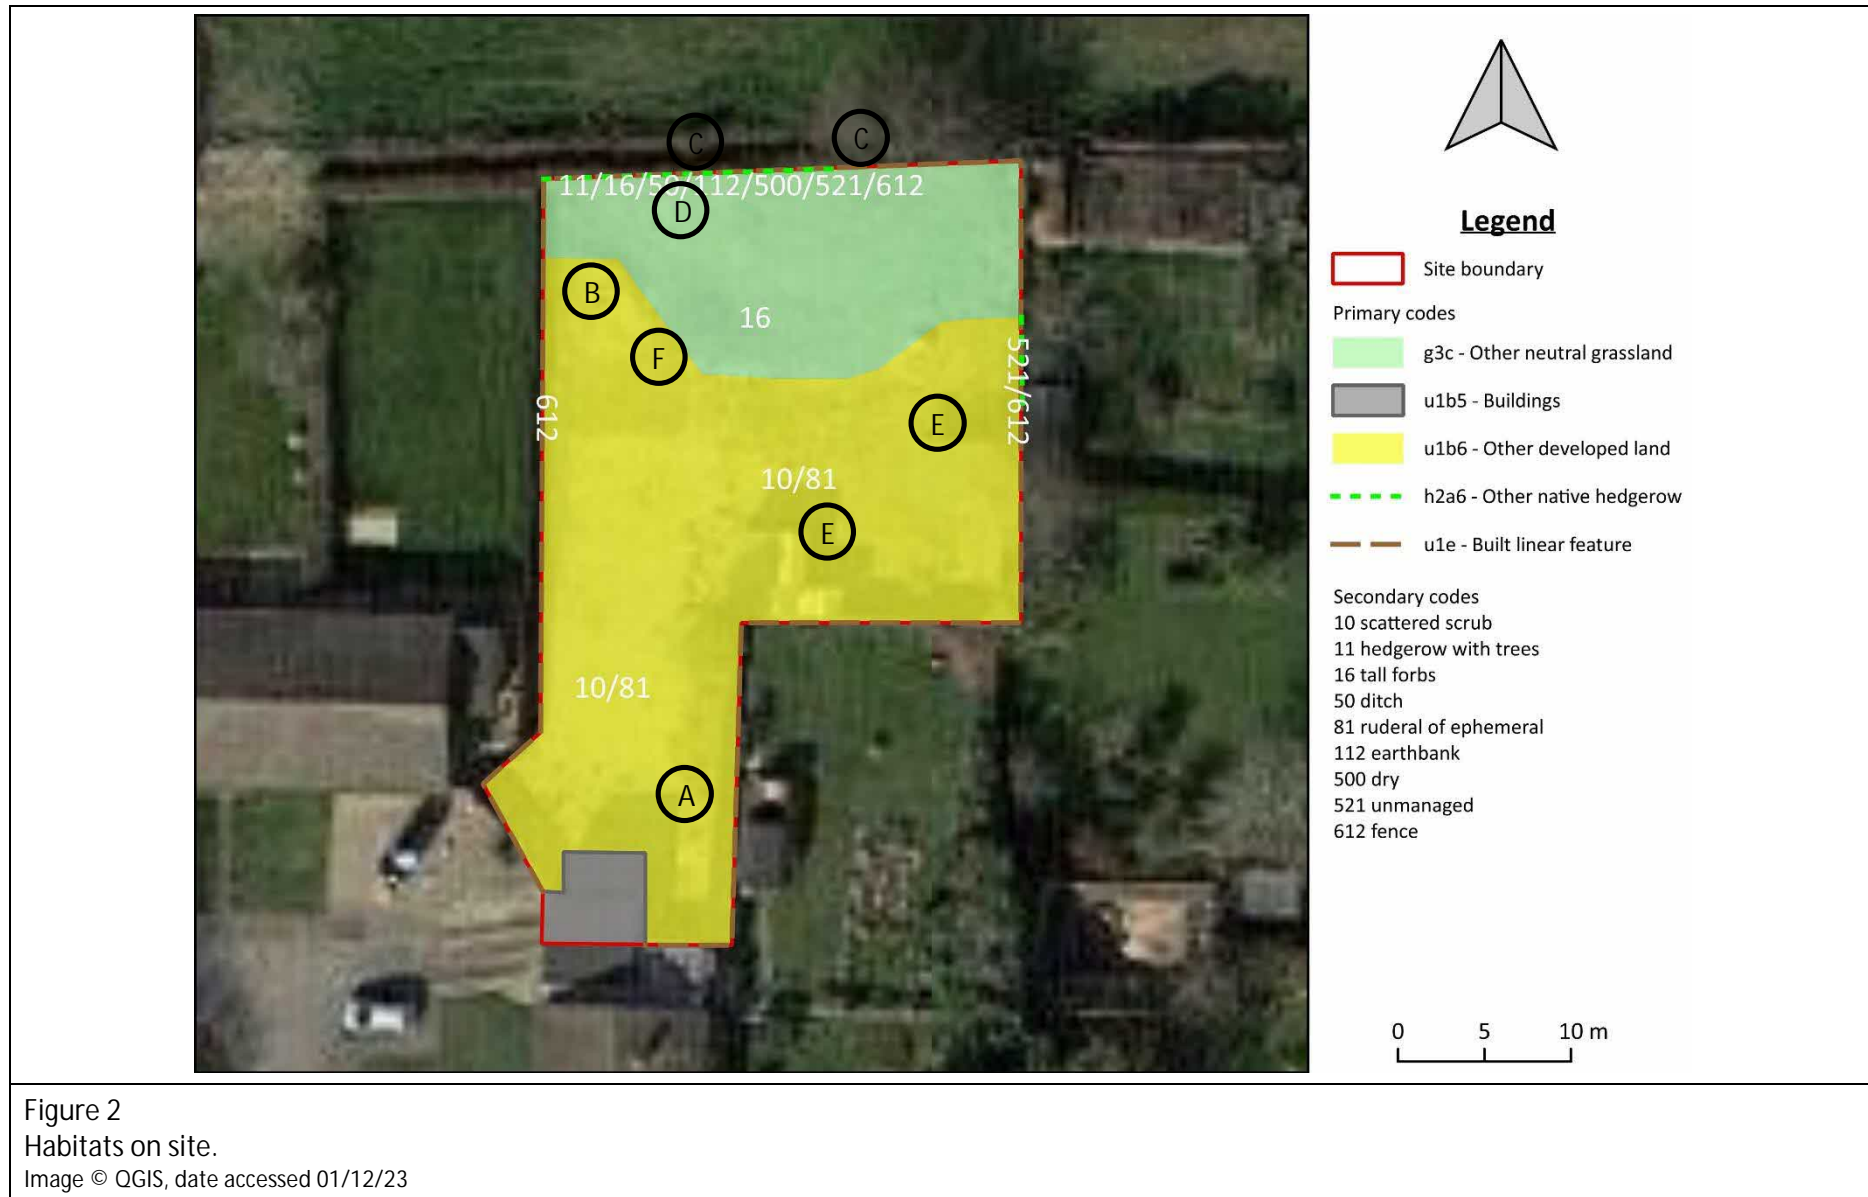 C
C
11/16/50/112/500/521/612
D
B
16
F
612
521/612
E
10/81
E
10/81
A
Legend
Site boundary
Primary codes
g3c - Other neutral grassland
u1b5 - Buildings
u1b6 - Other developed land
h2a6 - Other native hedgerow
u1e - Built linear feature
Secondary codes
10 scattered scrub
11 hedgerow with trees
16 tall forbs
50 ditch
81 ruderal of ephemeral
112 earthbank
500 dry
521 unmanaged
612 fence
0 5 10 m
Figure 2
Habitats on site.
Image © QGIS, date accessed 01/12/23